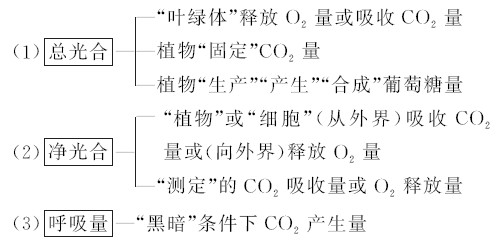 “叶绿体”释放 O₂ 量或吸收 CO₂ 量
(1) 总光合 植物“固定”CO₂ 量
植物“生产”“产生”“合成”葡萄糖量
“植物”或“细胞”(从外界)吸收 CO₂
(2) 净光合 量或(向外界)释放 O₂ 量
“测定”的 CO₂ 吸收量或 O₂ 释放量
(3) 呼吸量 “黑暗”条件下 CO₂ 产生量